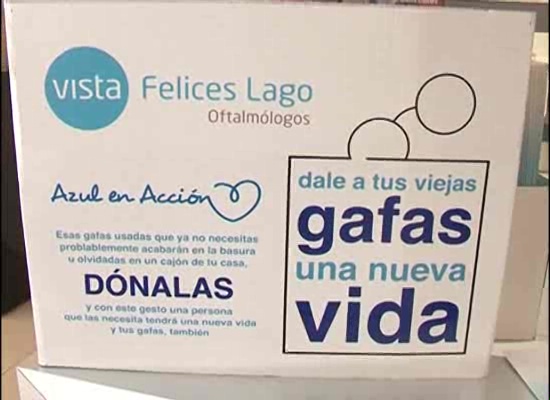 vista
Felices Lago
Oftalmólogos
Azul en Acción
Esas gafas usadas que ya no necesitas
problablemente acabarán en la basura
u olvidadas en un cajón de tu casa,
DÓNALAS
y con este gesto una persona
que las necesita tendrá una nueva vida
y tus gafas, también
dale a tus viejas
gafas
una nueva
vida